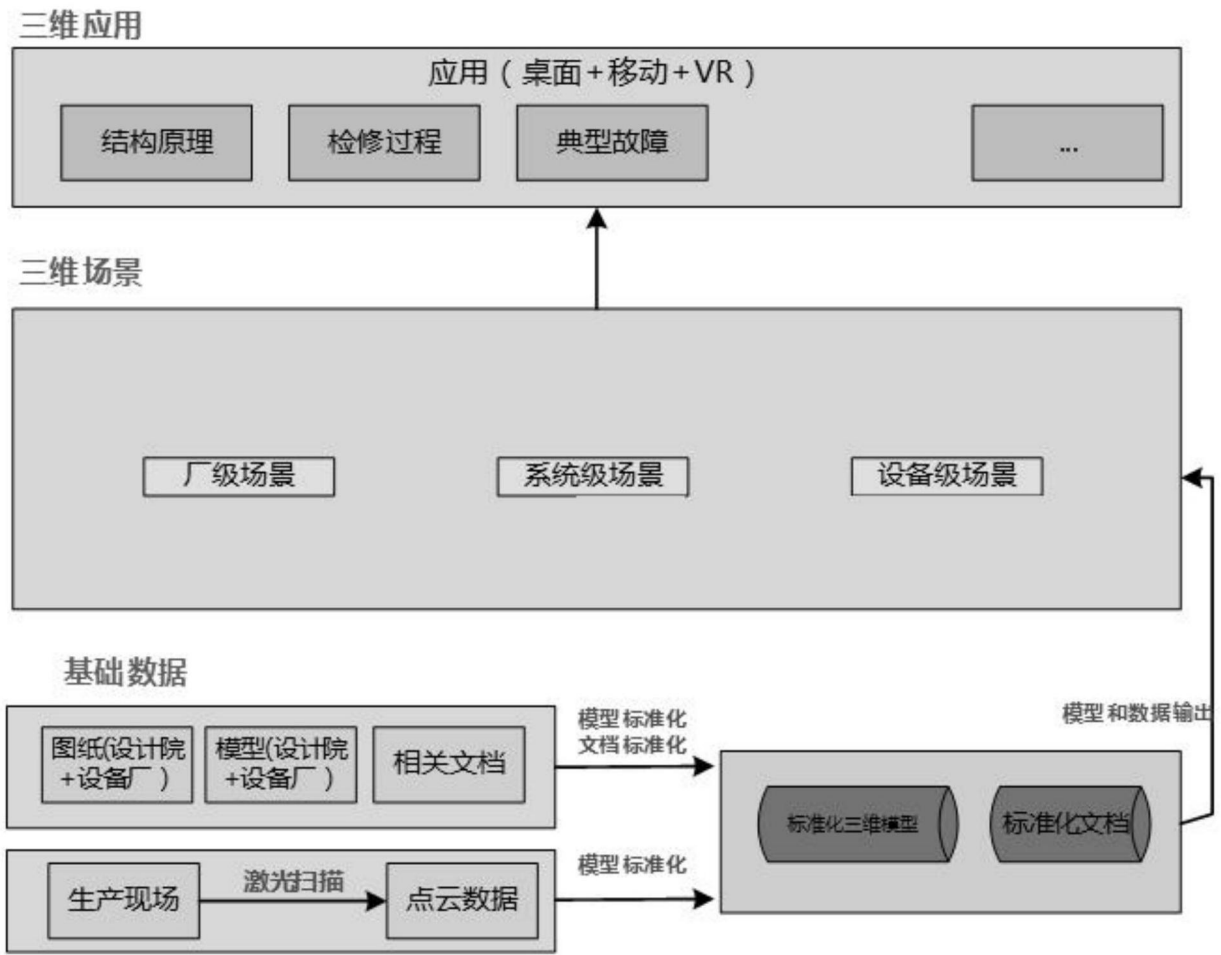 三维应用
应用（桌面+移动+VR）
结构原理
检修过程
典型故障
...
三维场景
厂级场景
系统级场景
设备级场景
基础数据
图纸(设计院
+设备厂）
模型(设计院
+设备厂）
相关文档
模型标准化
文档标准化
模型和数据输出
标准化三维模型
标准化文档
生产现场
激光扫描
点云数据
模型标准化